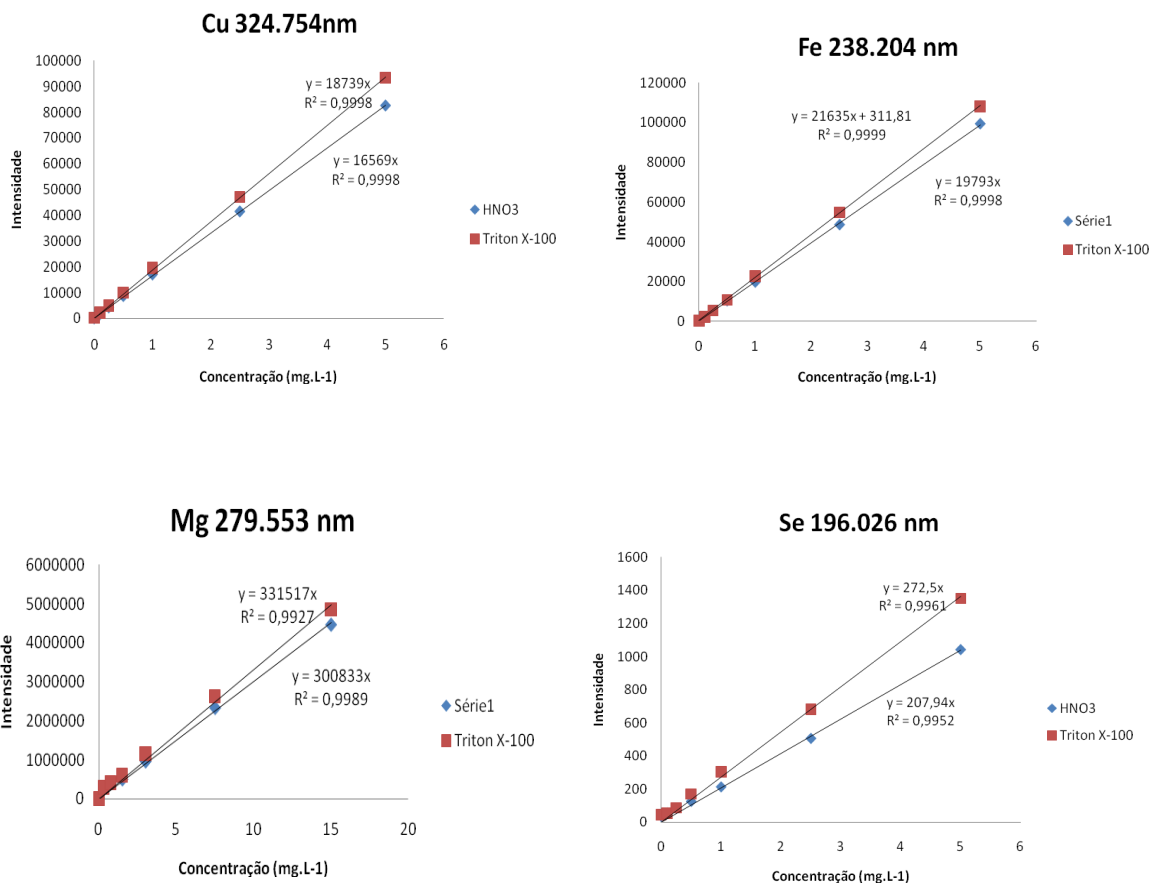 Cu 324.754nm
100000
90000
80000
70000
60000
50000
40000
30000
20000
10000
0
Intensidade
y = 18739x
R² = 0,9998
y = 16569x
R² = 0,9998
HNO3
Triton X-100
0 1 2 3 4 5 6
Concentração (mg.L-1)
Fe 238.204 nm
120000
100000
80000
60000
40000
20000
0
Intensidade
y = 21635x + 311,81
R² = 0,9999
y = 19793x
R² = 0,9998
Série1
Triton X-100
0 1 2 3 4 5 6
Concentração (mg.L-1)
Mg 279.553 nm
6000000
5000000
4000000
3000000
2000000
1000000
0
Intensidade
y = 331517x
R² = 0,9927
y = 300833x
R² = 0,9989
Série1
Triton X-100
0 5 10 15 20
Concentração (mg.L-1)
Se 196.026 nm
1600
1400
1200
1000
800
600
400
200
0
Intensidade
y = 272,5x
R² = 0,9961
y = 207,94x
R² = 0,9952
HNO3
Triton X-100
0 1 2 3 4 5 6
Concentração (mg.L-1)